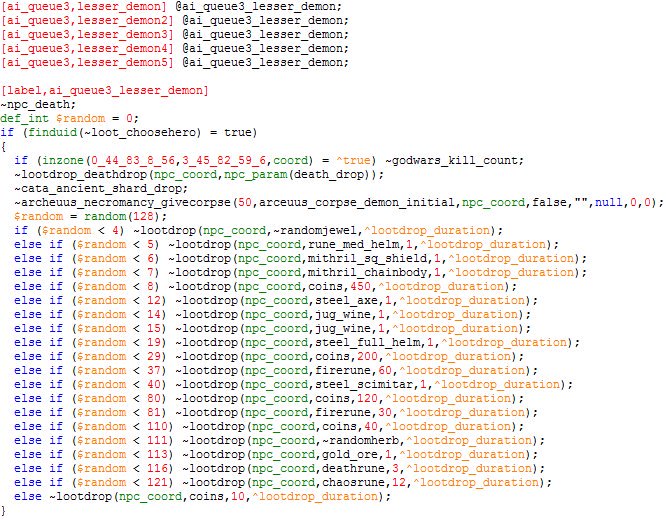 [ai_queue3,lesser_demon] @ai_queue3_lesser_demon;
[ai_queue3,lesser_demon2] @ai_queue3_lesser_demon;
[ai_queue3,lesser_demon3] @ai_queue3_lesser_demon;
[ai_queue3,lesser_demon4] @ai_queue3_lesser_demon;
[ai_queue3,lesser_demon5] @ai_queue3_lesser_demon;
[label,ai_queue3_lesser_demon]
~npc_death;
def_int $random = 0;
if (finduid(~loot_choosehero) = true)
{
if (inzone(0_44_83_8_56,3_45_82_59_6,coord) = ^true) ~godwars_kill_count;
~lootdrop_deathdrop(npc_coord,npc_param(death_drop));
~cata_ancient_shard_drop;
~archeuus_necromancy_givecorpse(50,arceuus_corpse_demon_initial,npc_coord,false,"",null,0,0);
$random = random(128);
if ($random < 4) ~lootdrop(npc_coord,~randomjewel,^lootdrop_duration);
else if ($random < 5) ~lootdrop(npc_coord,rune_med_helm,1,^lootdrop_duration);
else if ($random < 6) ~lootdrop(npc_coord,mithril_sq_shield,1,^lootdrop_duration);
else if ($random < 7) ~lootdrop(npc_coord,mithril_chainbody,1,^lootdrop_duration);
else if ($random < 8) ~lootdrop(npc_coord,coins,450,^lootdrop_duration);
else if ($random < 12) ~lootdrop(npc_coord,steel_axe,1,^lootdrop_duration);
else if ($random < 14) ~lootdrop(npc_coord,jug_wine,1,^lootdrop_duration);
else if ($random < 15) ~lootdrop(npc_coord,jug_wine,1,^lootdrop_duration);
else if ($random < 19) ~lootdrop(npc_coord,steel_full_helm,1,^lootdrop_duration);
else if ($random < 29) ~lootdrop(npc_coord,coins,200,^lootdrop_duration);
else if ($random < 37) ~lootdrop(npc_coord,firerune,60,^lootdrop_duration);
else if ($random < 40) ~lootdrop(npc_coord,steel_scimitar,1,^lootdrop_duration);
else if ($random < 80) ~lootdrop(npc_coord,coins,120,^lootdrop_duration);
else if ($random < 81) ~lootdrop(npc_coord,firerune,30,^lootdrop_duration);
else if ($random < 110) ~lootdrop(npc_coord,coins,40,^lootdrop_duration);
else if ($random < 111) ~lootdrop(npc_coord,~randomherb,^lootdrop_duration);
else if ($random < 113) ~lootdrop(npc_coord,gold_ore,1,^lootdrop_duration);
else if ($random < 116) ~lootdrop(npc_coord,deathrune,3,^lootdrop_duration);
else if ($random < 121) ~lootdrop(npc_coord,chaosrune,12,^lootdrop_duration);
else ~lootdrop(npc_coord,coins,10,^lootdrop_duration);
}